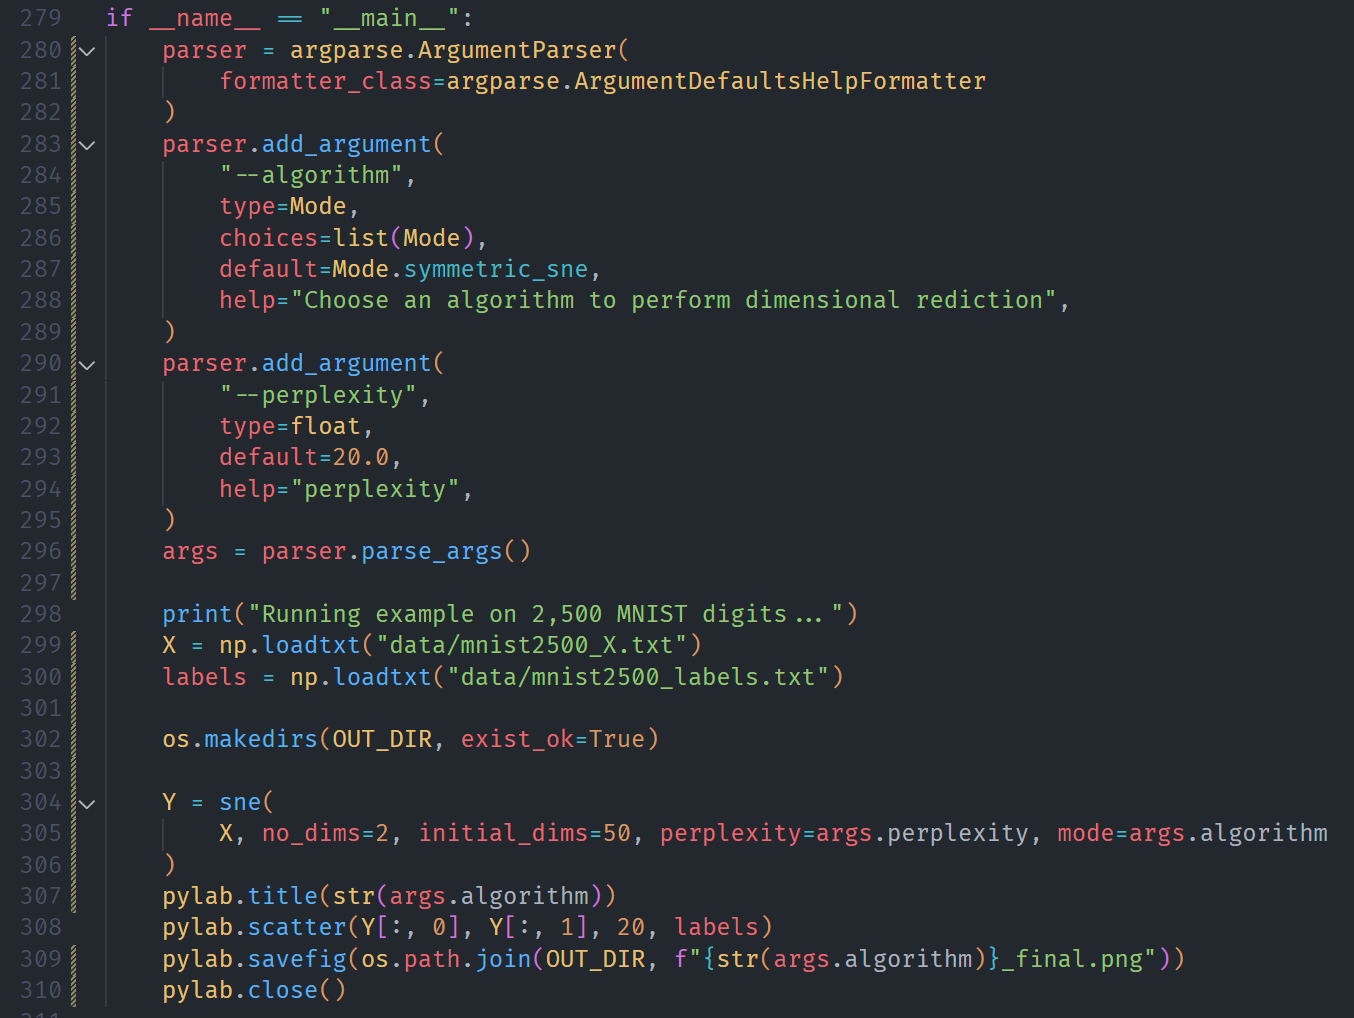 279 if __name__ == "__main__":
280     parser = argparse.ArgumentParser(
281         formatter_class=argparse.ArgumentDefaultsHelpFormatter
282     )
283     parser.add_argument(
284         "--algorithm",
285         type=Mode,
286         choices=list(Mode),
287         default=Mode.symmetric_sne,
288         help="Choose an algorithm to perform dimensional rediction",
289     )
290     parser.add_argument(
291         "--perplexity",
292         type=float,
293         default=20.0,
294         help="perplexity",
295     )
296     args = parser.parse_args()
297
298     print("Running example on 2,500 MNIST digits...")
299     X = np.loadtxt("data/mnist2500_X.txt")
300     labels = np.loadtxt("data/mnist2500_labels.txt")
301
302     os.makedirs(OUT_DIR, exist_ok=True)
303
304     Y = sne(
305         X, no_dims=2, initial_dims=50, perplexity=args.perplexity, mode=args.algorithm
306     )
307     pylab.title(str(args.algorithm))
308     pylab.scatter(Y[:, 0], Y[:, 1], 20, labels)
309     pylab.savefig(os.path.join(OUT_DIR, f"{str(args.algorithm)}_final.png"))
310     pylab.close()